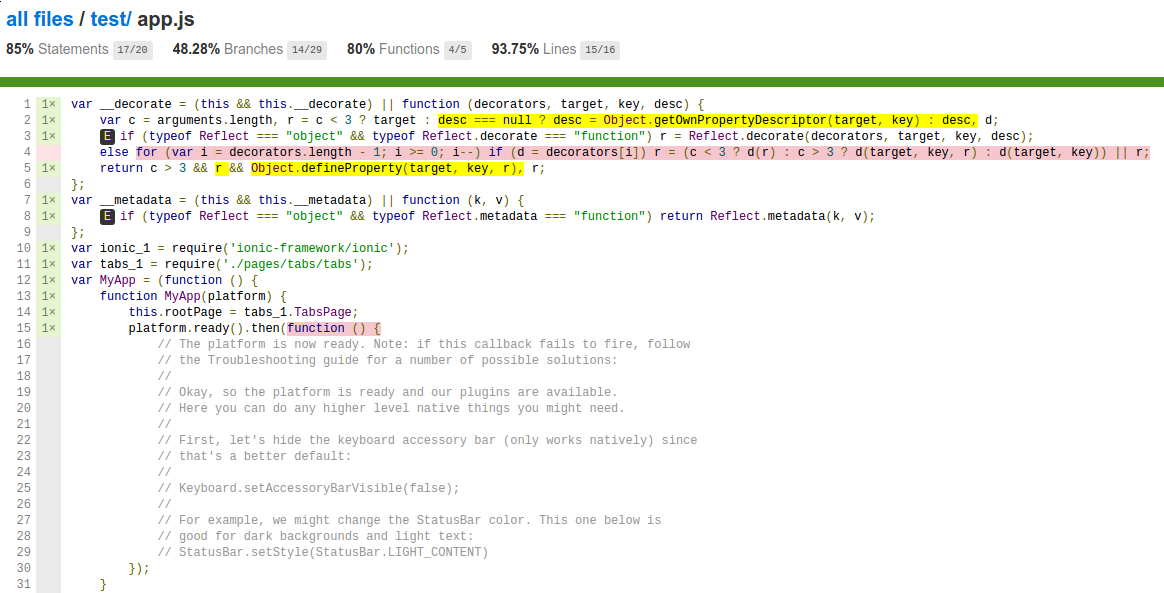 all files / test/ app.js
85% Statements 17/20 48.28% Branches 14/29 80% Functions 4/5 93.75% Lines 15/16
1 1× var __decorate = (this && this.__decorate) || function (decorators, target, key, desc) {
2 1×     var c = arguments.length, r = c < 3 ? target : desc === null ? desc = Object.getOwnPropertyDescriptor(target, key) : desc, d;
3 1×     E if (typeof Reflect === "object" && typeof Reflect.decorate === "function") r = Reflect.decorate(decorators, target, key, desc);
4     else for (var i = decorators.length - 1; i >= 0; i--) if (d = decorators[i]) r = (c < 3 ? d(r) : c > 3 ? d(target, key, r) : d(target, key)) || r;
5 1×     return c > 3 && r && Object.defineProperty(target, key, r), r;
6 };
7 1× var __metadata = (this && this.__metadata) || function (k, v) {
8 1×     E if (typeof Reflect === "object" && typeof Reflect.metadata === "function") return Reflect.metadata(k, v);
9 };
10 1× var ionic_1 = require('ionic-framework/ionic');
11 1× var tabs_1 = require('./pages/tabs/tabs');
12 1× var MyApp = (function () {
13 1×     function MyApp(platform) {
14 1×         this.rootPage = tabs_1.TabsPage;
15 1×         platform.ready().then(function () {
16             // The platform is now ready. Note: if this callback fails to fire, follow
17             // the Troubleshooting guide for a number of possible solutions:
18             //
19             // Okay, so the platform is ready and our plugins are available.
20             // Here you can do any higher level native things you might need.
21             //
22             // First, let's hide the keyboard accessory bar (only works natively) since
23             // that's a better default:
24             //
25             // Keyboard.setAccessoryBarVisible(false);
26             //
27             // For example, we might change the StatusBar color. This one below is
28             // good for dark backgrounds and light text:
29             // StatusBar.setStyle(StatusBar.LIGHT_CONTENT)
30         });
31     }